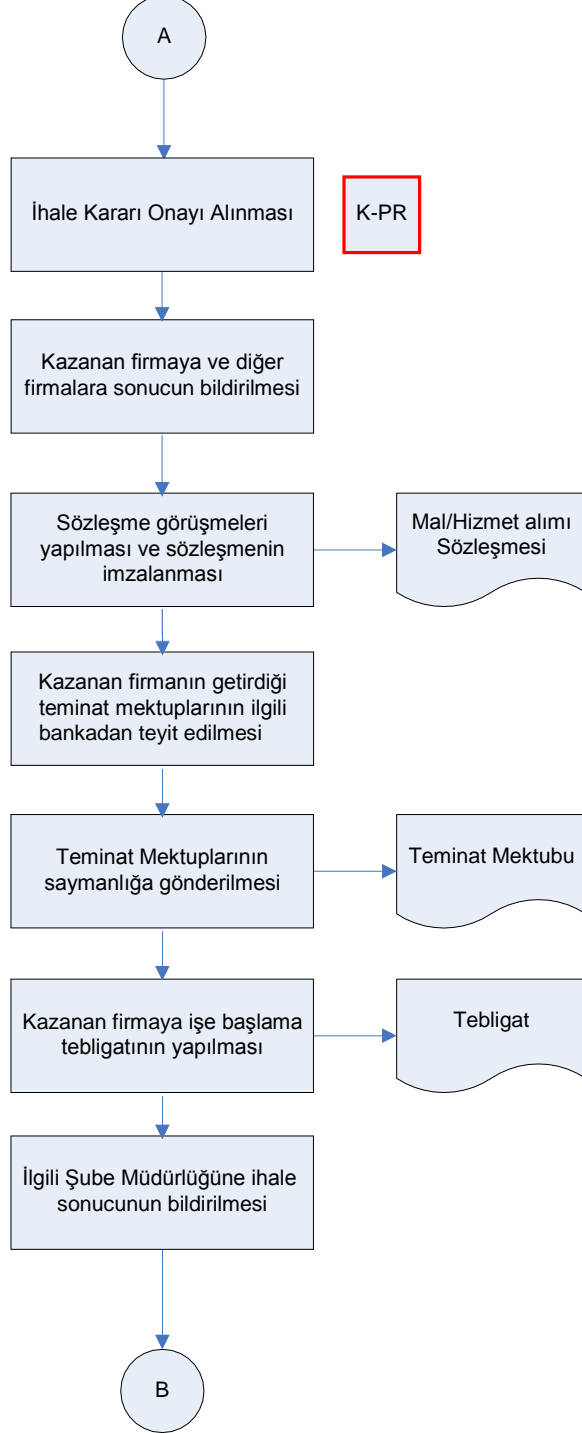 A
İhale Kararı Onayı Alınması
K-PR
Kazanan firmaya ve diğer
firmalara sonucun bildirilmesi
Sözleşme görüşmeleri
yapılması ve sözleşmenin
imzalanması
Mal/Hizmet alımı
Sözleşmesi
Kazanan firmanın getirdiği
teminat mektuplarının ilgili
bankadan teyit edilmesi
Teminat Mektuplarının
saymanlığa gönderilmesi
Teminat Mektubu
Kazanan firmaya işe başlama
tebligatının yapılması
Tebligat
İlgili Şube Müdürlüğüne ihale
sonucunun bildirilmesi
B